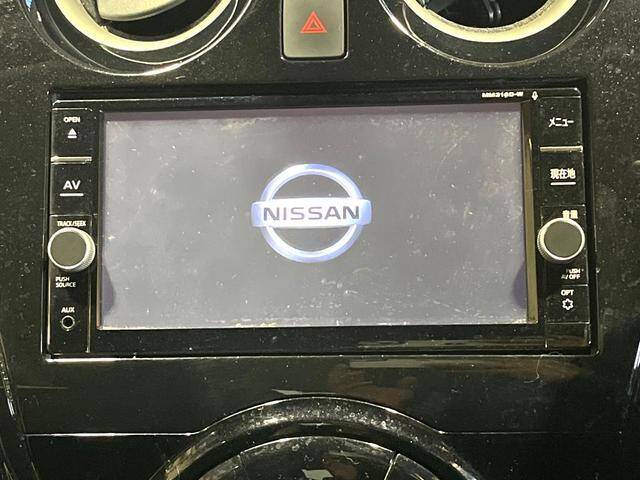 MM316D-W
OPEN
メニュー
AV
現在地
NISSAN
TRACK/SEEK
音量
PUSH
SOURCE
PUSH
AV OFF
AUX
OPT